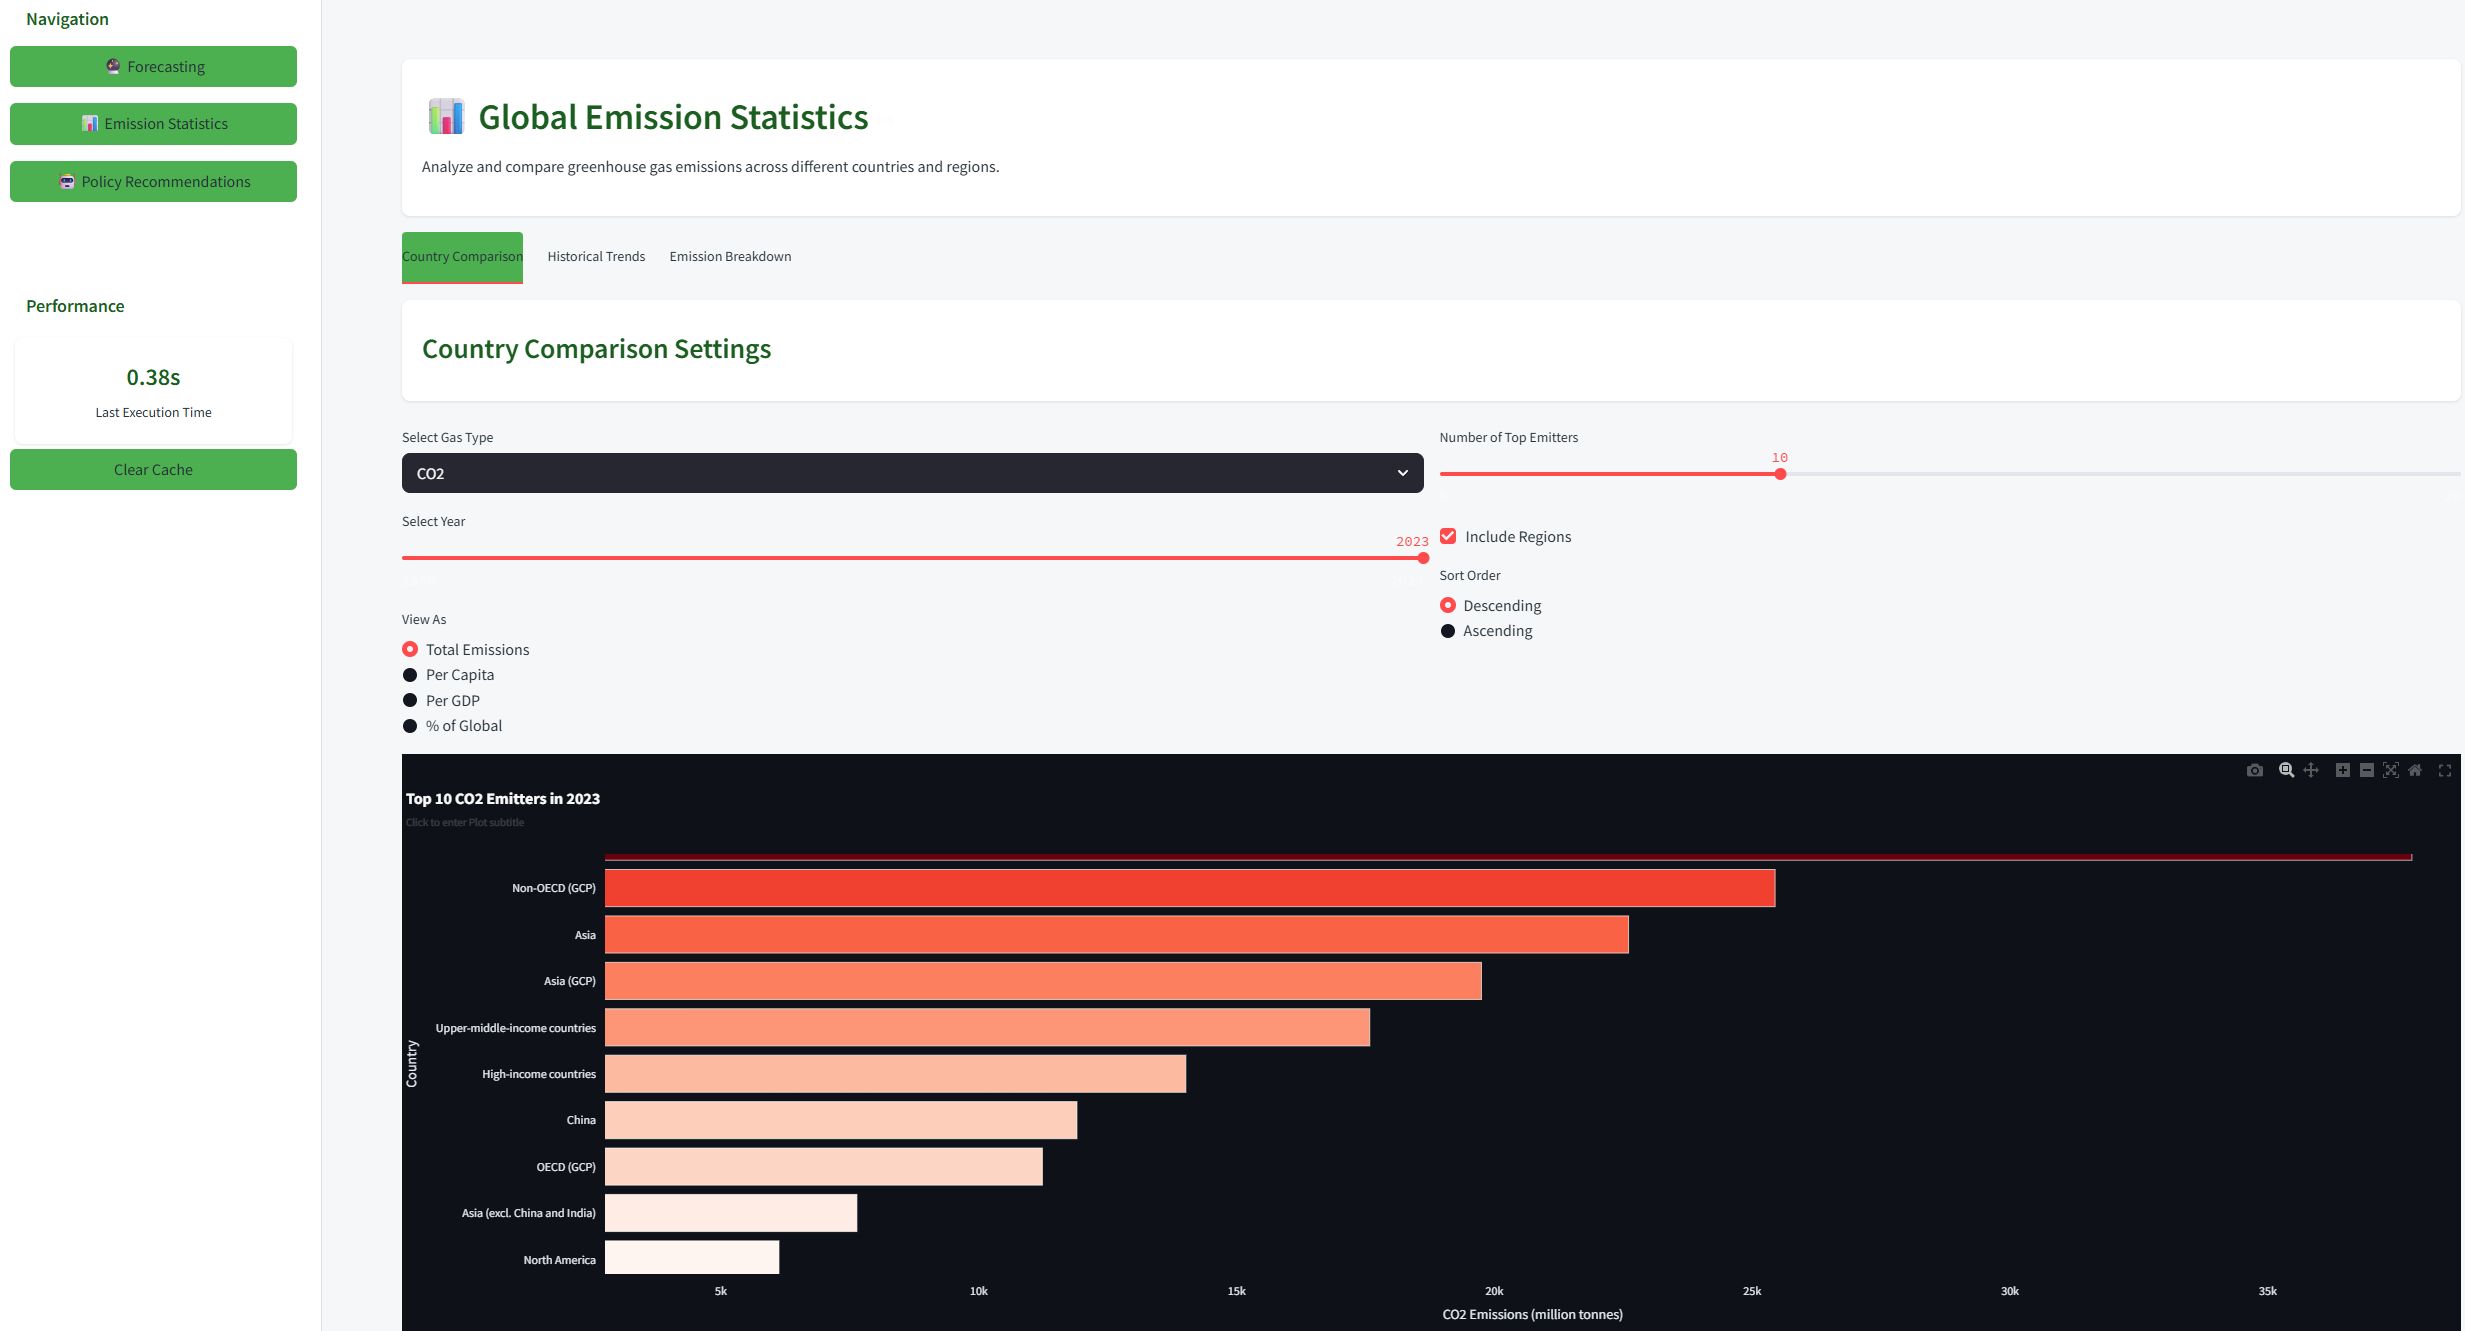 Navigation
Forecasting
Emission Statistics
Policy Recommendations
Performance
0.38s
Last Execution Time
Clear Cache
Global Emission Statistics
Analyze and compare greenhouse gas emissions across different countries and regions.
Country Comparison
Historical Trends
Emission Breakdown
Country Comparison Settings
Select Gas Type
CO2
Select Year
2023
View As
Total Emissions
Per Capita
Per GDP
% of Global
Number of Top Emitters
10
Include Regions
Sort Order
Descending
Ascending
Top 10 CO2 Emitters in 2023
Click to enter Plot subtitle
Country
Non-OECD (GCP)
Asia
Asia (GCP)
Upper-middle-income countries
High-income countries
China
OECD (GCP)
Asia (excl. China and India)
North America
5k 10k 15k 20k 25k 30k 35k
CO2 Emissions (million tonnes)